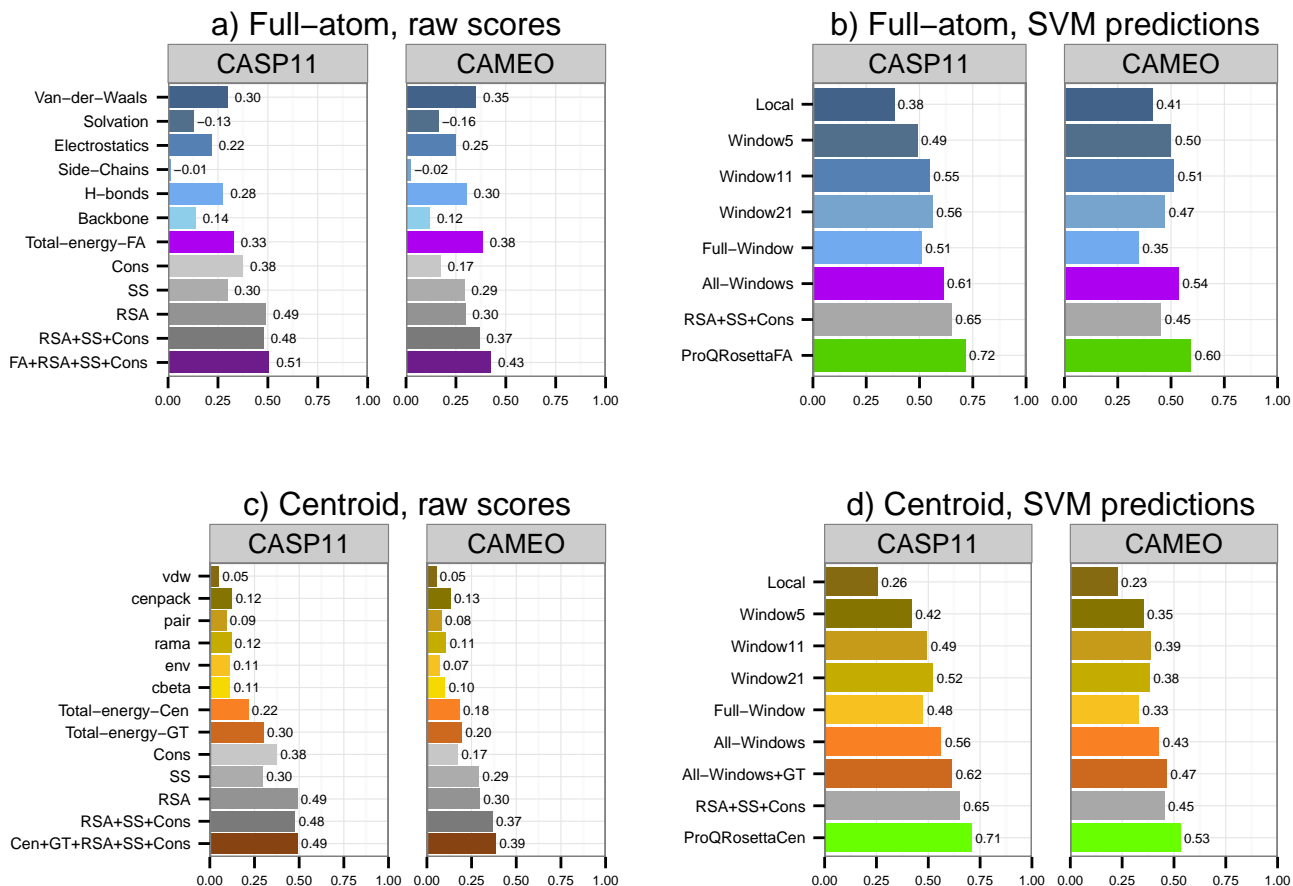 a) Full−atom, raw scores
CASP11 CAMEO
Van−der−Waals 0.30 0.35
Solvation −0.13 −0.16
Electrostatics 0.22 0.25
Side−Chains −0.01 −0.02
H−bonds 0.28 0.30
Backbone 0.14 0.12
Total−energy−FA 0.33 0.38
Cons 0.38 0.17
SS 0.30 0.29
RSA 0.49 0.30
RSA+SS+Cons 0.48 0.37
FA+RSA+SS+Cons 0.51 0.43
0.00 0.25 0.50 0.75 1.00 0.00 0.25 0.50 0.75 1.00
b) Full−atom, SVM predictions
CASP11 CAMEO
Local 0.38 0.41
Window5 0.49 0.50
Window11 0.55 0.51
Window21 0.56 0.47
Full−Window 0.51 0.35
All−Windows 0.61 0.54
RSA+SS+Cons 0.65 0.45
ProQRosettaFA 0.72 0.60
0.00 0.25 0.50 0.75 1.00 0.00 0.25 0.50 0.75 1.00
c) Centroid, raw scores
CASP11 CAMEO
vdw 0.05 0.05
cenpack 0.12 0.13
pair 0.09 0.08
rama 0.12 0.11
env 0.11 0.07
cbeta 0.11 0.10
Total−energy−Cen 0.22 0.18
Total−energy−GT 0.30 0.20
Cons 0.38 0.17
SS 0.30 0.29
RSA 0.49 0.30
RSA+SS+Cons 0.48 0.37
Cen+GT+RSA+SS+Cons 0.49 0.39
0.00 0.25 0.50 0.75 1.00 0.00 0.25 0.50 0.75 1.00
d) Centroid, SVM predictions
CASP11 CAMEO
Local 0.26 0.23
Window5 0.42 0.35
Window11 0.49 0.39
Window21 0.52 0.38
Full−Window 0.48 0.33
All−Windows 0.56 0.43
All−Windows+GT 0.62 0.47
RSA+SS+Cons 0.65 0.45
ProQRosettaCen 0.71 0.53
0.00 0.25 0.50 0.75 1.00 0.00 0.25 0.50 0.75 1.00